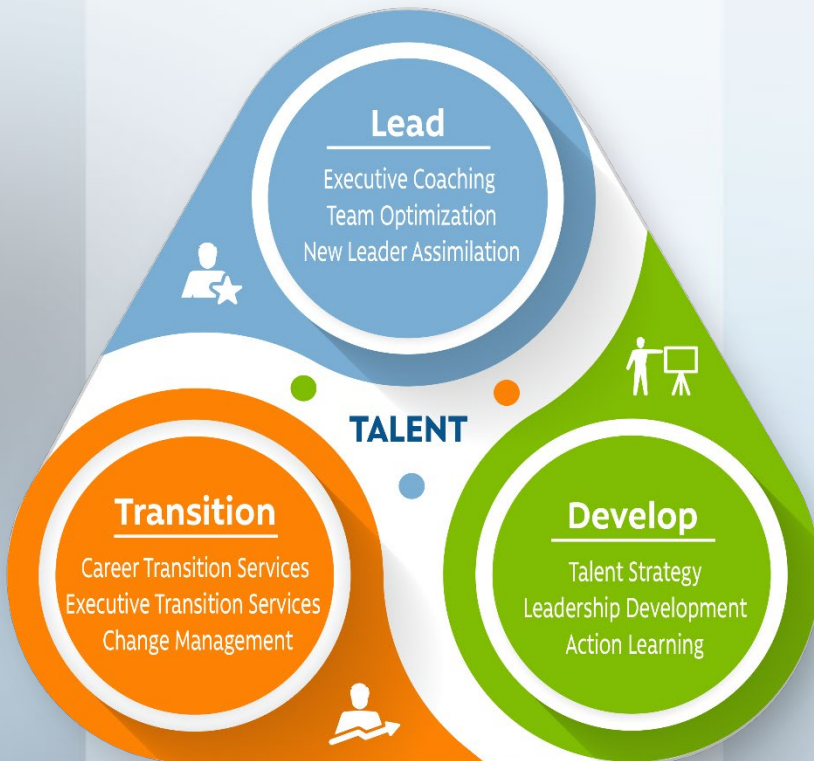 Lead
Executive Coaching
Team Optimization
New Leader Assimilation
TALENT
Transition
Career Transition Services
Executive Transition Services
Change Management
Develop
Talent Strategy
Leadership Development
Action Learning